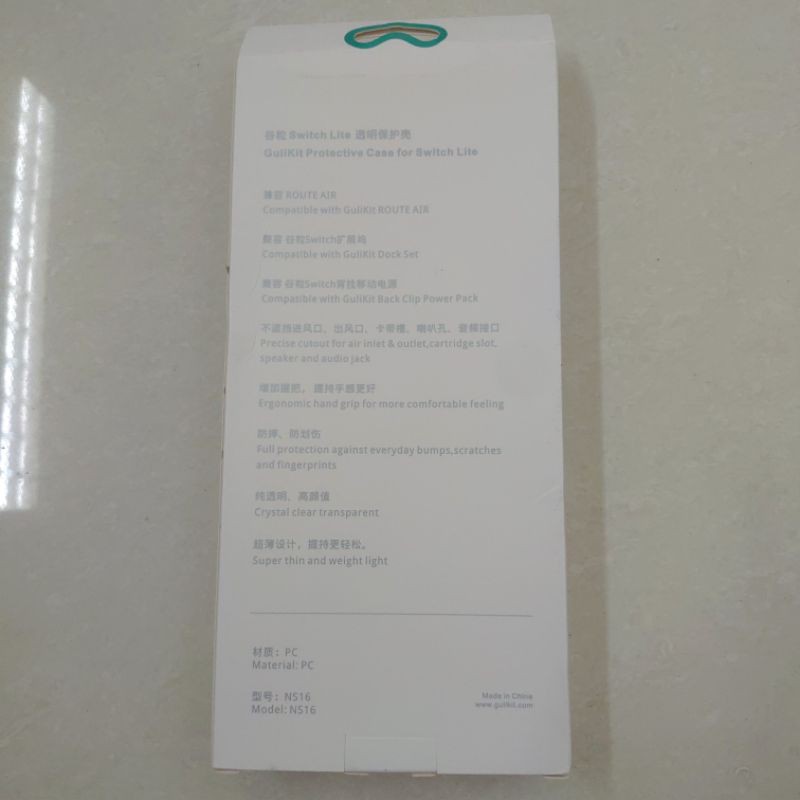 谷粒 Switch Lite 透明保护壳
GuliKit Protective Case for Switch Lite
兼容 ROUTE AIR
Compatible with GuliKit ROUTE AIR
兼容 谷粒Switch扩展坞
Compatible with GuliKit Dock Set
兼容 谷粒Switch背挂移动电源
Compatible with GuliKit Back Clip Power Pack
不遮挡进风口、出风口、卡带槽、喇叭孔、音频接口
Precise cutout for air inlet & outlet,cartridge slot,
speaker and audio jack
增加握把，握持手感更好
Ergonomic hand grip for more comfortable feeling
防摔、防划伤
Full protection against everyday bumps,scratches
and fingerprints
纯透明、高颜值
Crystal clear transparent
超薄设计，握持更轻松。
Super thin and weight light
材质：PC
Material: PC
型号：NS16
Model: NS16
Made in China
www.gulikit.com